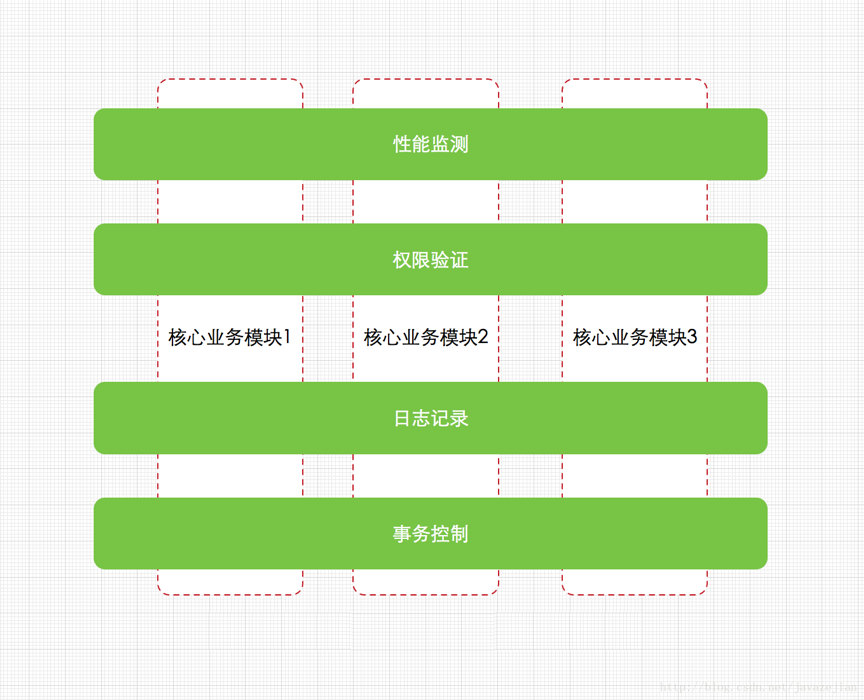 性能监测
权限验证
核心业务模块1 核心业务模块2 核心业务模块3
日志记录
事务控制
http://blog.csdn.net/javaze_jian